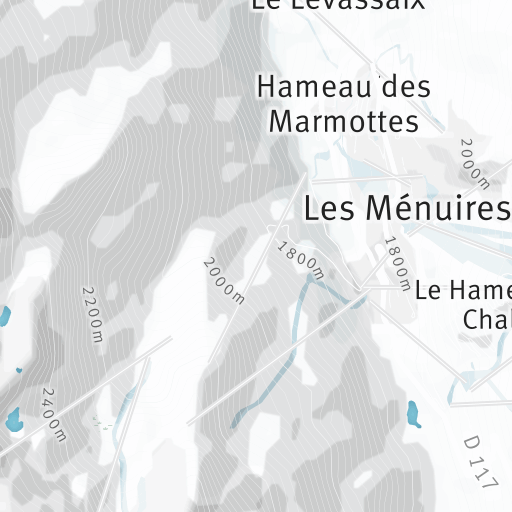 Le Levassaix
Hameau des
Marmottes
2000m
Les Ménuires
1800m
1800m
2000m
2200m
Le Hame
Chal
2400m
D 117